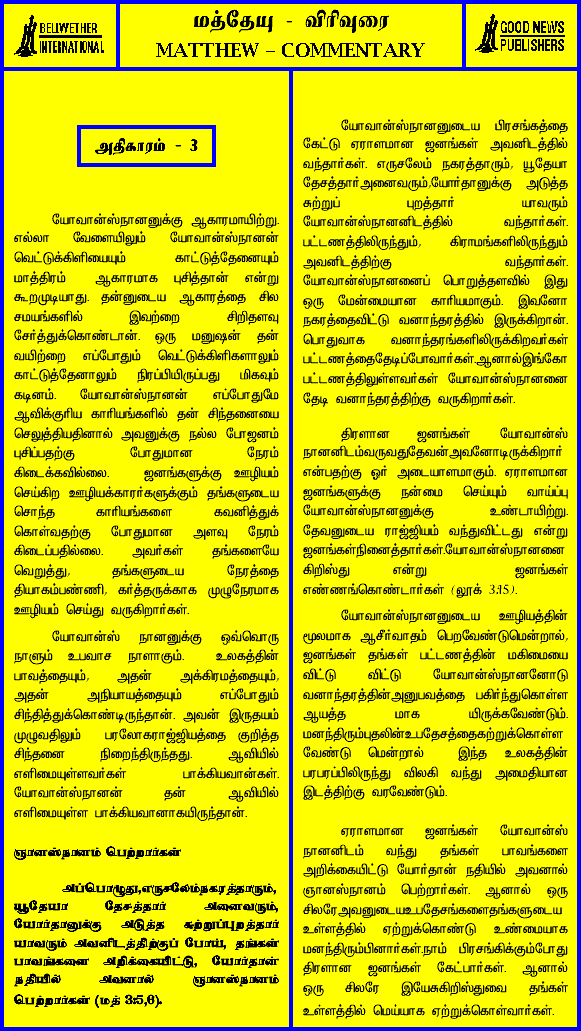 BELLWETHER
INTERNATIONAL
மத்தேயு - விரிவுரை
MATTHEW – COMMENTARY
GOOD NEWS
PUBLISHERS
அதிகாரம் - 3
யோவான்ஸ்நானனுக்கு ஆகாரமாயிற்று.
எல்லா வேளையிலும் யோவான்ஸ்நானன்
வெட்டுக்கிளியையும் காட்டுத்தேனையும்
மாத்திரம் ஆகாரமாக புசித்தான் என்று
கூறமுடியாது. தன்னுடைய ஆகாரத்தை சில
சமயங்களில் இவற்றை சிறிதளவு
சேர்த்துக்கொண்டான். ஒரு மனுஷன் தன்
வயிற்றை எப்போதும் வெட்டுக்கிளிகளாலும்
காட்டுத்தேனாலும் நிரப்பியிருப்பது மிகவும்
கடினம். யோவான்ஸ்நானன் எப்போதுமே
ஆவிக்குரிய காரியங்களில் தன் சிந்தனையை
செலுத்தியதினால் அவனுக்கு நல்ல போஜனம்
புசிப்பதற்கு போதுமான நேரம்
கிடைக்கவில்லை. ஜனங்களுக்கு ஊழியம்
செய்கிற ஊழியக்காரர்களுக்கும் தங்களுடைய
சொந்த காரியங்களை கவனித்துக்
கொள்வதற்கு போதுமான அளவு நேரம்
கிடைப்பதில்லை. அவர்கள் தங்களையே
வெறுத்து, தங்களுடைய நேரத்தை
தியாகம்பண்ணி, கர்த்தருக்காக முழுநேரமாக
ஊழியம் செய்து வருகிறார்கள்.
யோவான்ஸ் நானனுக்கு ஒவ்வொரு
நாளும் உபவாச நாளாகும். உலகத்தின்
பாவத்தையும், அதன் அக்கிரமத்தையும்,
அதன் அநியாயத்தையும் எப்போதும்
சிந்தித்துக்கொண்டிருந்தான். அவன் இருதயம்
முழுவதிலும் பரலோகராஜ்ஜியத்தை குறித்த
சிந்தனை நிறைந்திருந்தது. ஆவியில்
எளிமையுள்ளவர்கள் பாக்கியவான்கள்.
யோவான்ஸ்நானன் தன் ஆவியில்
எளிமையுள்ள பாக்கியவானாகயிருந்தான்.
ஞானஸ்நானம் பெற்றார்கள்
அப்பொழுது,எருசலேம்நகரத்தாரும்,
யூதேயா தேசத்தார் அனைவரும்,
யோர்தானுக்கு அடுத்த சுற்றுப்புறத்தார்
யாவரும் அவனிடத்திற்குப் போய், தங்கள்
பாவங்களை அறிக்கையிட்டு, யோர்தான்
நதியில் அவனால் ஞானஸ்நானம்
பெற்றார்கள் (மத் 3:5,6).
யோவான்ஸ்நானனுடைய பிரசங்கத்தை
கேட்டு ஏராளமான ஜனங்கள் அவனிடத்தில்
வந்தார்கள். எருசலேம் நகரத்தாரும், யூதேயா
தேசத்தார்அனைவரும்,யோர்தானுக்கு அடுத்த
சுற்றுப் புறத்தார் யாவரும்
யோவான்ஸ்நானனிடத்தில் வந்தார்கள்.
பட்டணத்திலிருந்தும், கிராமங்களிலிருந்தும்
அவனிடத்திற்கு வந்தார்கள்.
யோவான்ஸ்நானனைப் பொறுத்தளவில் இது
ஒரு மேன்மையான காரியமாகும். இவனோ
நகரத்தைவிட்டு வனாந்தரத்தில் இருக்கிறான்.
பொதுவாக வனாந்தரங்களிலிருக்கிறவர்கள்
பட்டணத்தைதேடிப்போவார்கள்.ஆனால்இங்கோ
பட்டணத்திலுள்ளவர்கள் யோவான்ஸ்நானனை
தேடி வனாந்தரத்திற்கு வருகிறார்கள்.
திரளான ஜனங்கள் யோவான்ஸ்
நானனிடம்வருவதுதேவன்அவனோடிருக்கிறார்
என்பதற்கு ஓர் அடையாளமாகும். ஏராளமான
ஜனங்களுக்கு நன்மை செய்யும் வாய்ப்பு
யோவான்ஸ்நானனுக்கு உண்டாயிற்று.
தேவனுடைய ராஜ்ஜியம் வந்துவிட்டது என்று
ஜனங்கள்நினைத்தார்கள்.யோவான்ஸ்நானனை
கிறிஸ்து என்று ஜனங்கள்
எண்ணங்கொண்டார்கள் (லூக் 3:15).
யோவான்ஸ்நானனுடைய ஊழியத்தின்
மூலமாக ஆசீர்வாதம் பெறவேண்டுமென்றால்,
ஜனங்கள் தங்கள் பட்டணத்தின் மகிமையை
விட்டு விட்டு யோவான்ஸ்நானனோடு
வனாந்தரத்தின்அனுபவத்தை பகிர்ந்துகொள்ள
ஆயத்த மாக யிருக்கவேண்டும்.
மனந்திரும்புதலின்உபதேசத்தைகற்றுக்கொள்ள
வேண்டு மென்றால் இந்த உலகத்தின்
பரபரப்பிலிருந்து விலகி வந்து அமைதியான
இடத்திற்கு வரவேண்டும்.
ஏராளமான ஜனங்கள் யோவான்ஸ்
நானனிடம் வந்து தங்கள் பாவங்களை
அறிக்கையிட்டு யோர்தான் நதியில் அவனால்
ஞானஸ்நானம் பெற்றார்கள். ஆனால் ஒரு
சிலரேஅவனுடையஉபதேசங்களைதங்களுடைய
உள்ளத்தில் ஏற்றுக்கொண்டு உண்மையாக
மனந்திரும்பினார்கள்.நாம் பிரசங்கிக்கும்போது
திரளான ஜனங்கள் கேட்பார்கள். ஆனால்
ஒரு சிலரே இயேசுகிறிஸ்துவை தங்கள்
உள்ளத்தில் மெய்யாக ஏற்றுக்கொள்வார்கள்.